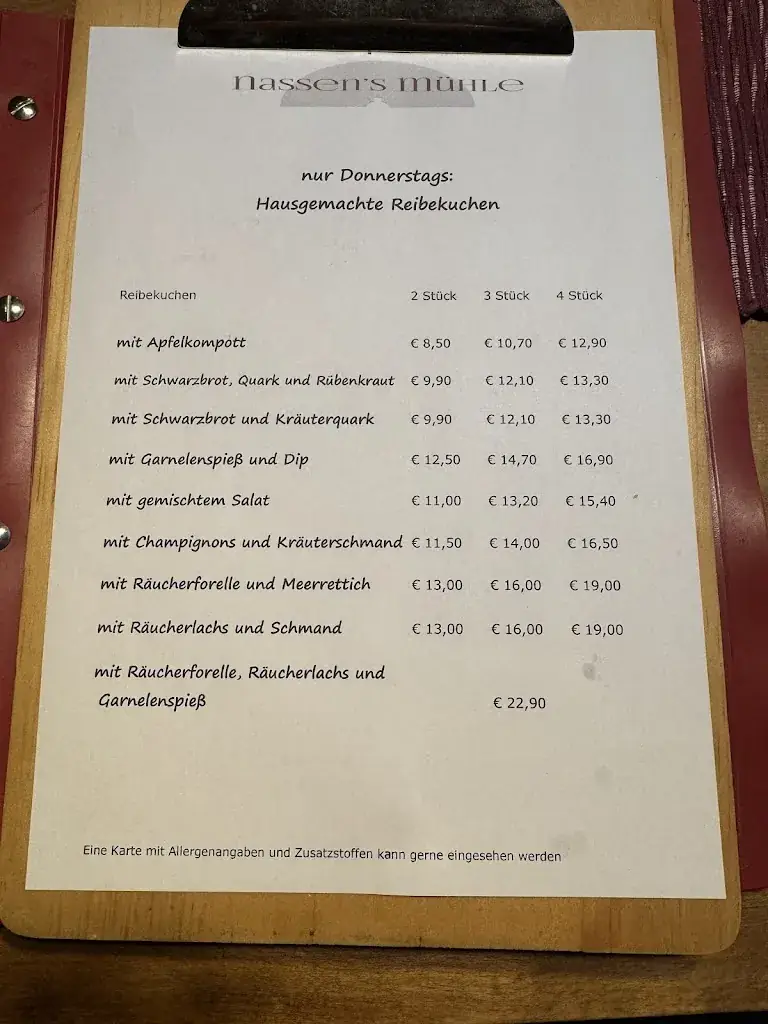 Nassen's Mühle
nur Donnerstags:
Hausgemachte Reibekuchen
Reibekuchen 2 Stück 3 Stück 4 Stück
mit Apfelkompott € 8,50 € 10,70 € 12,90
mit Schwarzbrot, Quark und Rübenkraut € 9,90 € 12,10 € 13,30
mit Schwarzbrot und Kräuterquark € 9,90 € 12,10 € 13,30
mit Garnelenspieß und Dip € 12,50 € 14,70 € 16,90
mit gemischtem Salat € 11,00 € 13,20 € 15,40
mit Champignons und Kräuterschmand € 11,50 € 14,00 € 16,50
mit Räucherforelle und Meerrettich € 13,00 € 16,00 € 19,00
mit Räucherlachs und Schmand € 13,00 € 16,00 € 19,00
mit Räucherforelle, Räucherlachs und
Garnelenspieß € 22,90
Eine Karte mit Allergenangaben und Zusatzstoffen kann gerne eingesehen werden